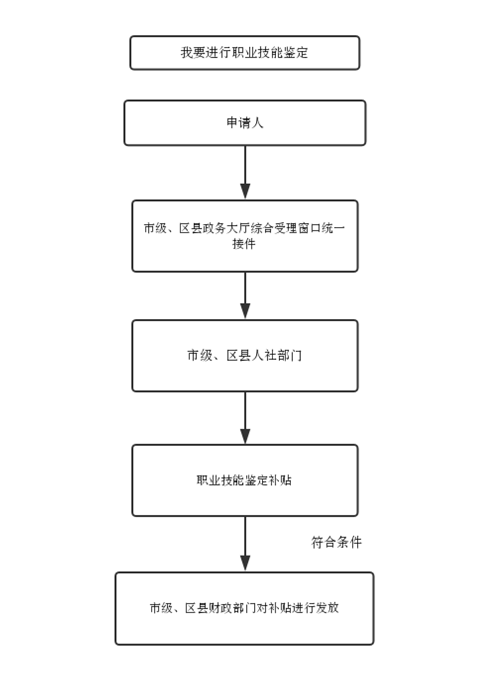 我要进行职业技能鉴定
申请人
市级、区县政务大厅综合受理窗口统一
接件
市级、区县人社部门
职业技能鉴定补贴
符合条件
市级、区县财政部门对补贴进行发放